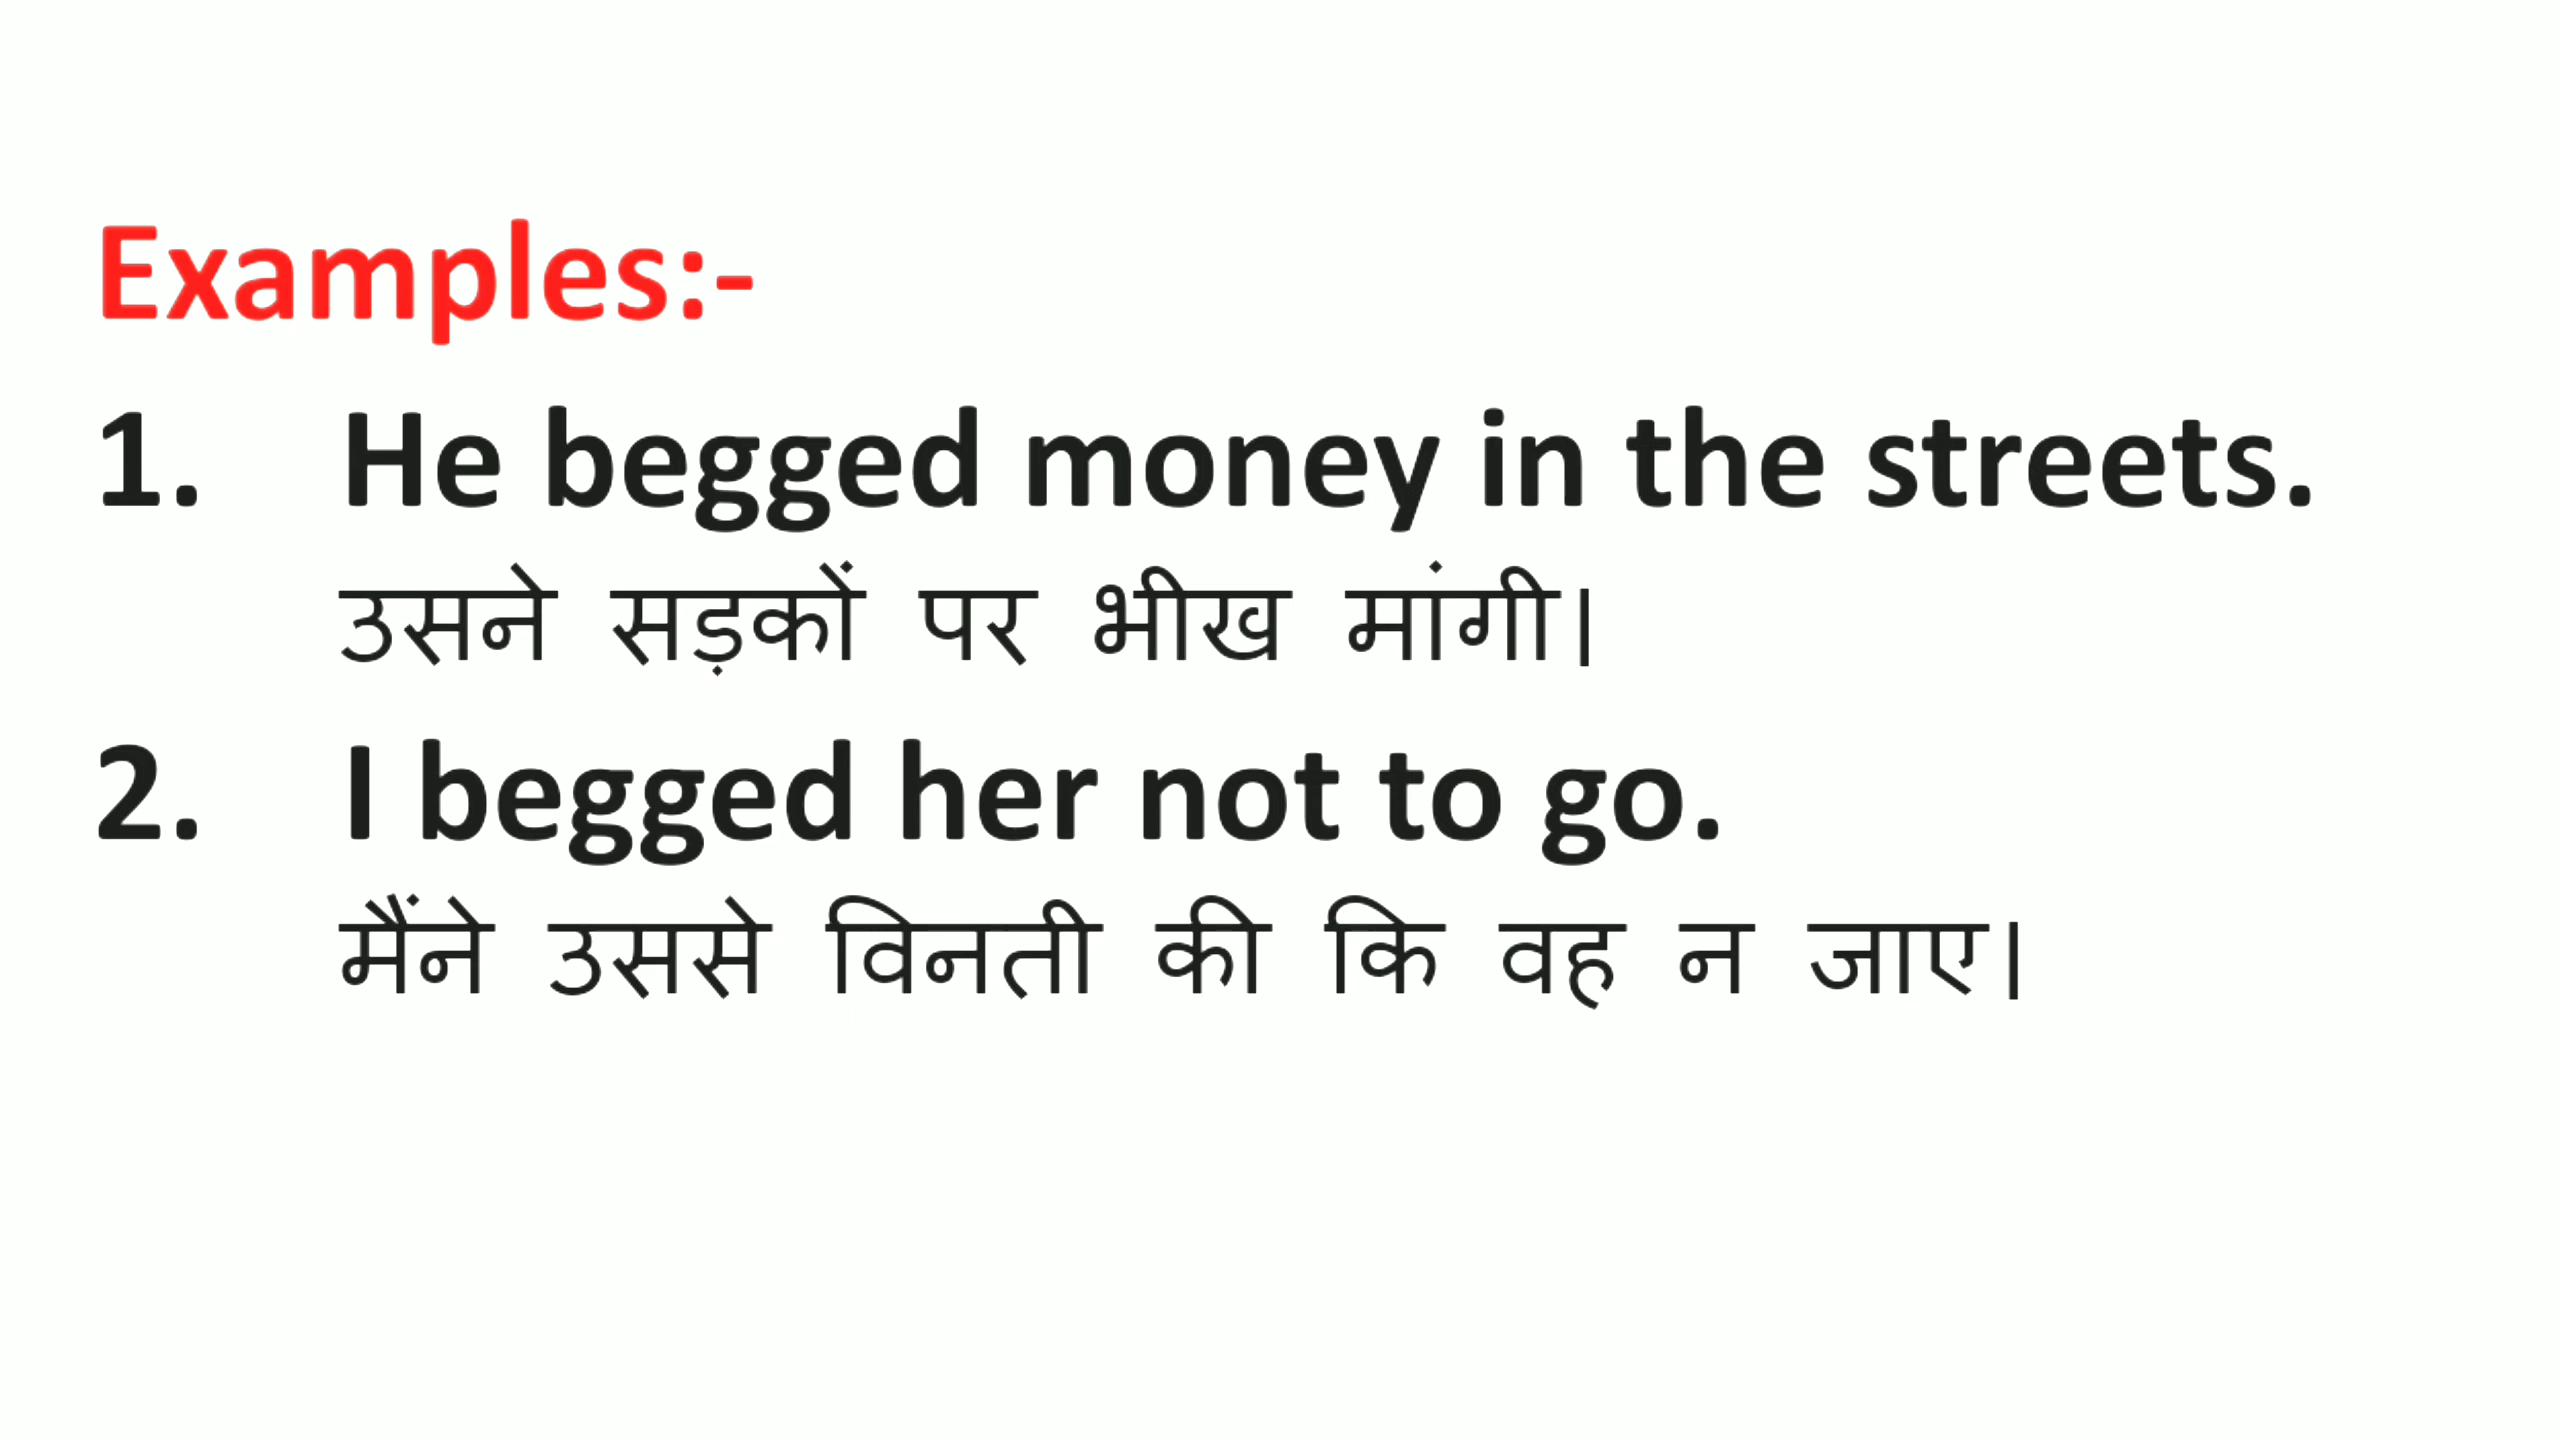 Examples:-
1. He begged money in the streets.
उसने सड़कों पर भीख मांगी।
2. I begged her not to go.
मैंने उससे विनती की कि वह न जाए।